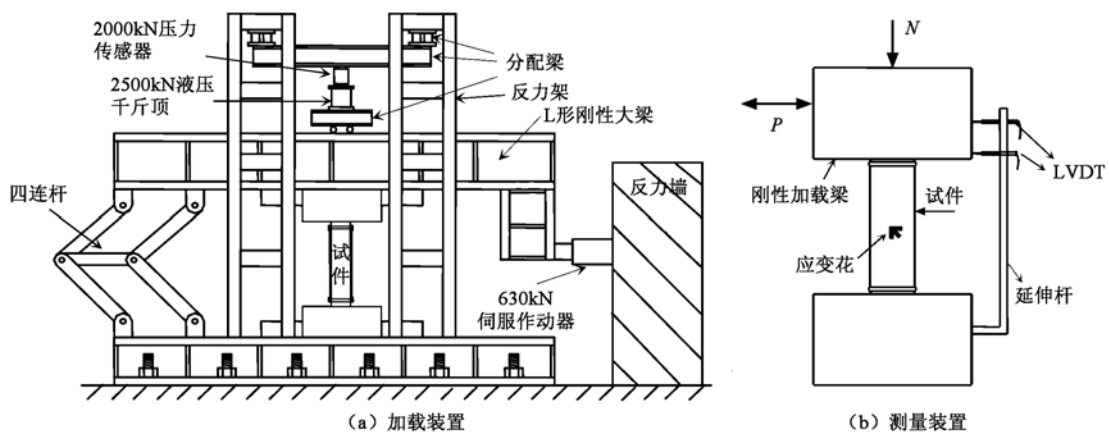 2000kN压力
传感器
2500kN液压
千斤顶
分配梁
反力架
L形刚性大梁
四连杆
试件
反力墙
630kN
伺服作动器
(a) 加载装置
N
P
LVDT
刚性加载梁
试件
应变花
延伸杆
(b) 测量装置